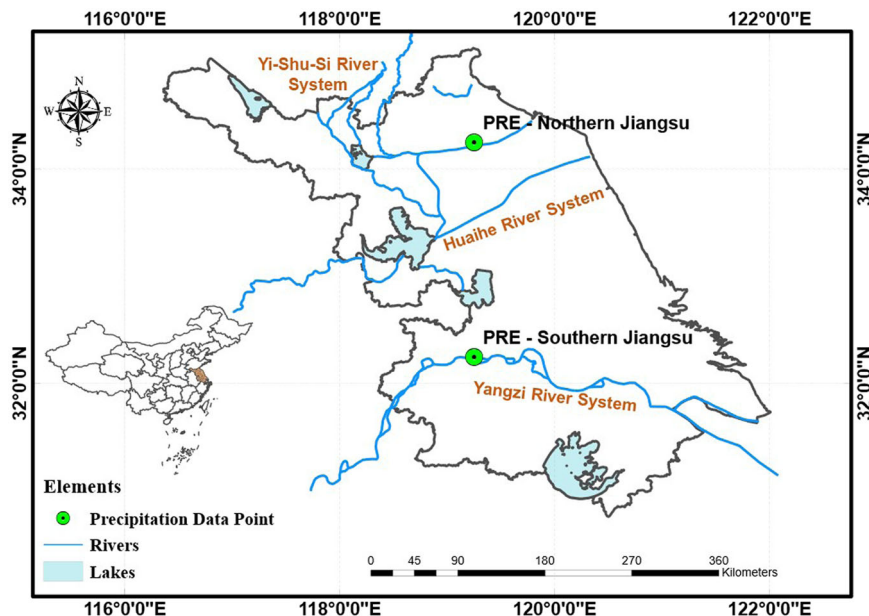 116°0'0"E 118°0'0"E 120°0'0"E 122°0'0"E
Yi-Shu-Si River
System
N
W E
S
PRE - Northern Jiangsu
34°0'0"N 34°0'0"N
Huaihe River System
PRE - Southern Jiangsu
32°0'0"N 32°0'0"N
Yangzi River System
Elements
Precipitation Data Point
Rivers
Lakes
0 45 90 180 270 360
Kilometers
116°0'0"E 118°0'0"E 120°0'0"E 122°0'0"E